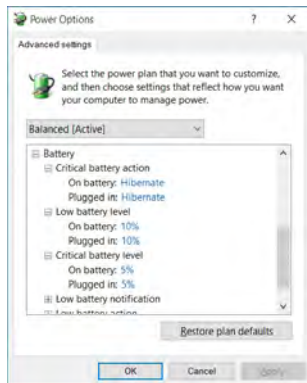 Power Options
Advanced settings
Select the power plan that you want to customize,
and then choose settings that reflect how you want
your computer to manage power.
Balanced [Active]
Battery
Critical battery action
On battery: Hibernate
Plugged in: Hibernate
Low battery level
On battery: 10%
Plugged in: 10%
Critical battery level
On battery: 5%
Plugged in: 5%
Low battery notification
Low battery action
Restore plan defaults
OK
Cancel
Apply